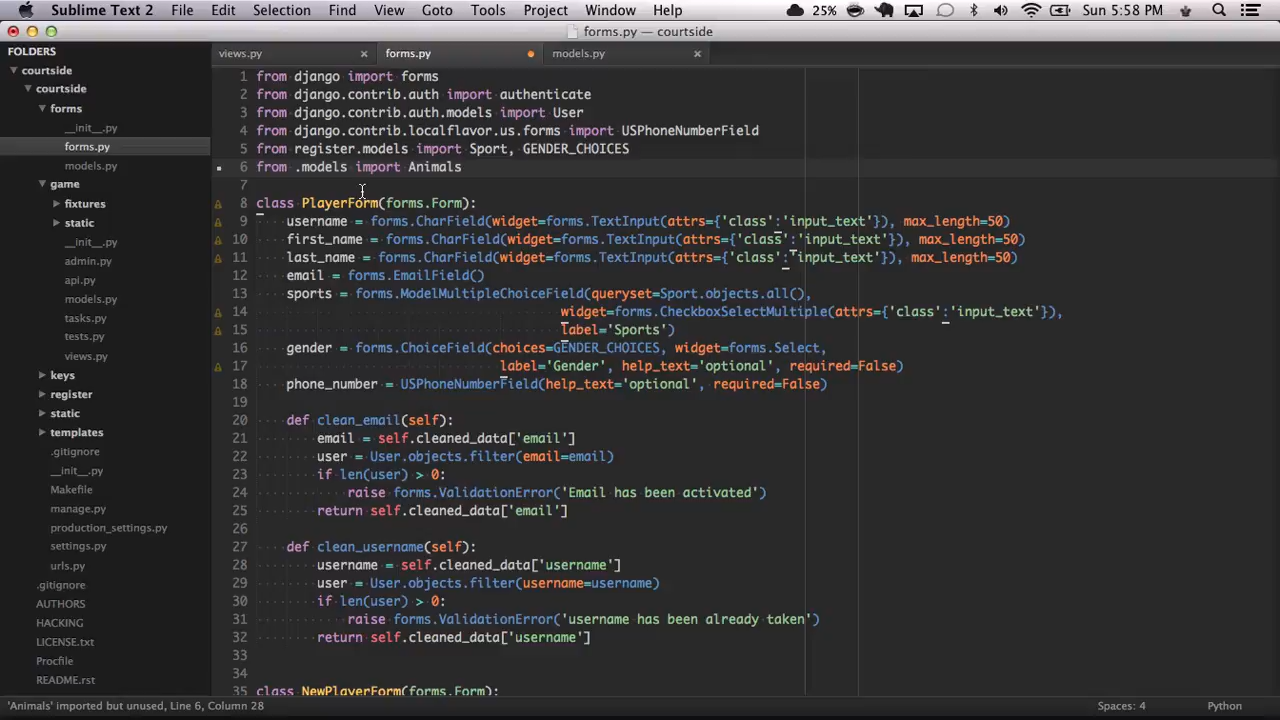 Sublime Text 2 File Edit Selection Find View Goto Tools Project Window Help 25% Sun 5:58 PM
forms.py — courtside
FOLDERS
courtside
courtside
forms
__init__.py
forms.py
models.py
game
fixtures
static
__init__.py
admin.py
api.py
models.py
tasks.py
tests.py
views.py
keys
register
static
templates
.gitignore
__init__.py
Makefile
manage.py
production_settings.py
settings.py
urls.py
.gitignore
AUTHORS
HACKING
LICENSE.txt
Procfile
README.rst
views.py forms.py models.py
1 from django import forms
2 from django.contrib.auth import authenticate
3 from django.contrib.auth.models import User
4 from django.contrib.localflavor.us.forms import USPhoneNumberField
5 from register.models import Sport, GENDER_CHOICES
6 from .models import Animals
7
8 class PlayerForm(forms.Form):
9 username = forms.CharField(widget=forms.TextInput(attrs={'class':'input_text'}), max_length=50)
10 first_name = forms.CharField(widget=forms.TextInput(attrs={'class':'input_text'}), max_length=50)
11 last_name = forms.CharField(widget=forms.TextInput(attrs={'class':'input_text'}), max_length=50)
12 email = forms.EmailField()
13 sports = forms.ModelMultipleChoiceField(queryset=Sport.objects.all(),
14 widget=forms.CheckboxSelectMultiple(attrs={'class':'input_text'}),
15 label='Sports')
16 gender = forms.ChoiceField(choices=GENDER_CHOICES, widget=forms.Select,
17 label='Gender', help_text='optional', required=False)
18 phone_number = USPhoneNumberField(help_text='optional', required=False)
19
20 def clean_email(self):
21 email = self.cleaned_data['email']
22 user = User.objects.filter(email=email)
23 if len(user) > 0:
24 raise forms.ValidationError('Email has been activated')
25 return self.cleaned_data['email']
26
27 def clean_username(self):
28 username = self.cleaned_data['username']
29 user = User.objects.filter(username=username)
30 if len(user) > 0:
31 raise forms.ValidationError('username has been already taken')
32 return self.cleaned_data['username']
33
34
35 class NewPlayerForm(forms.Form):
'Animals' imported but unused, Line 6, Column 28 Spaces: 4 Python